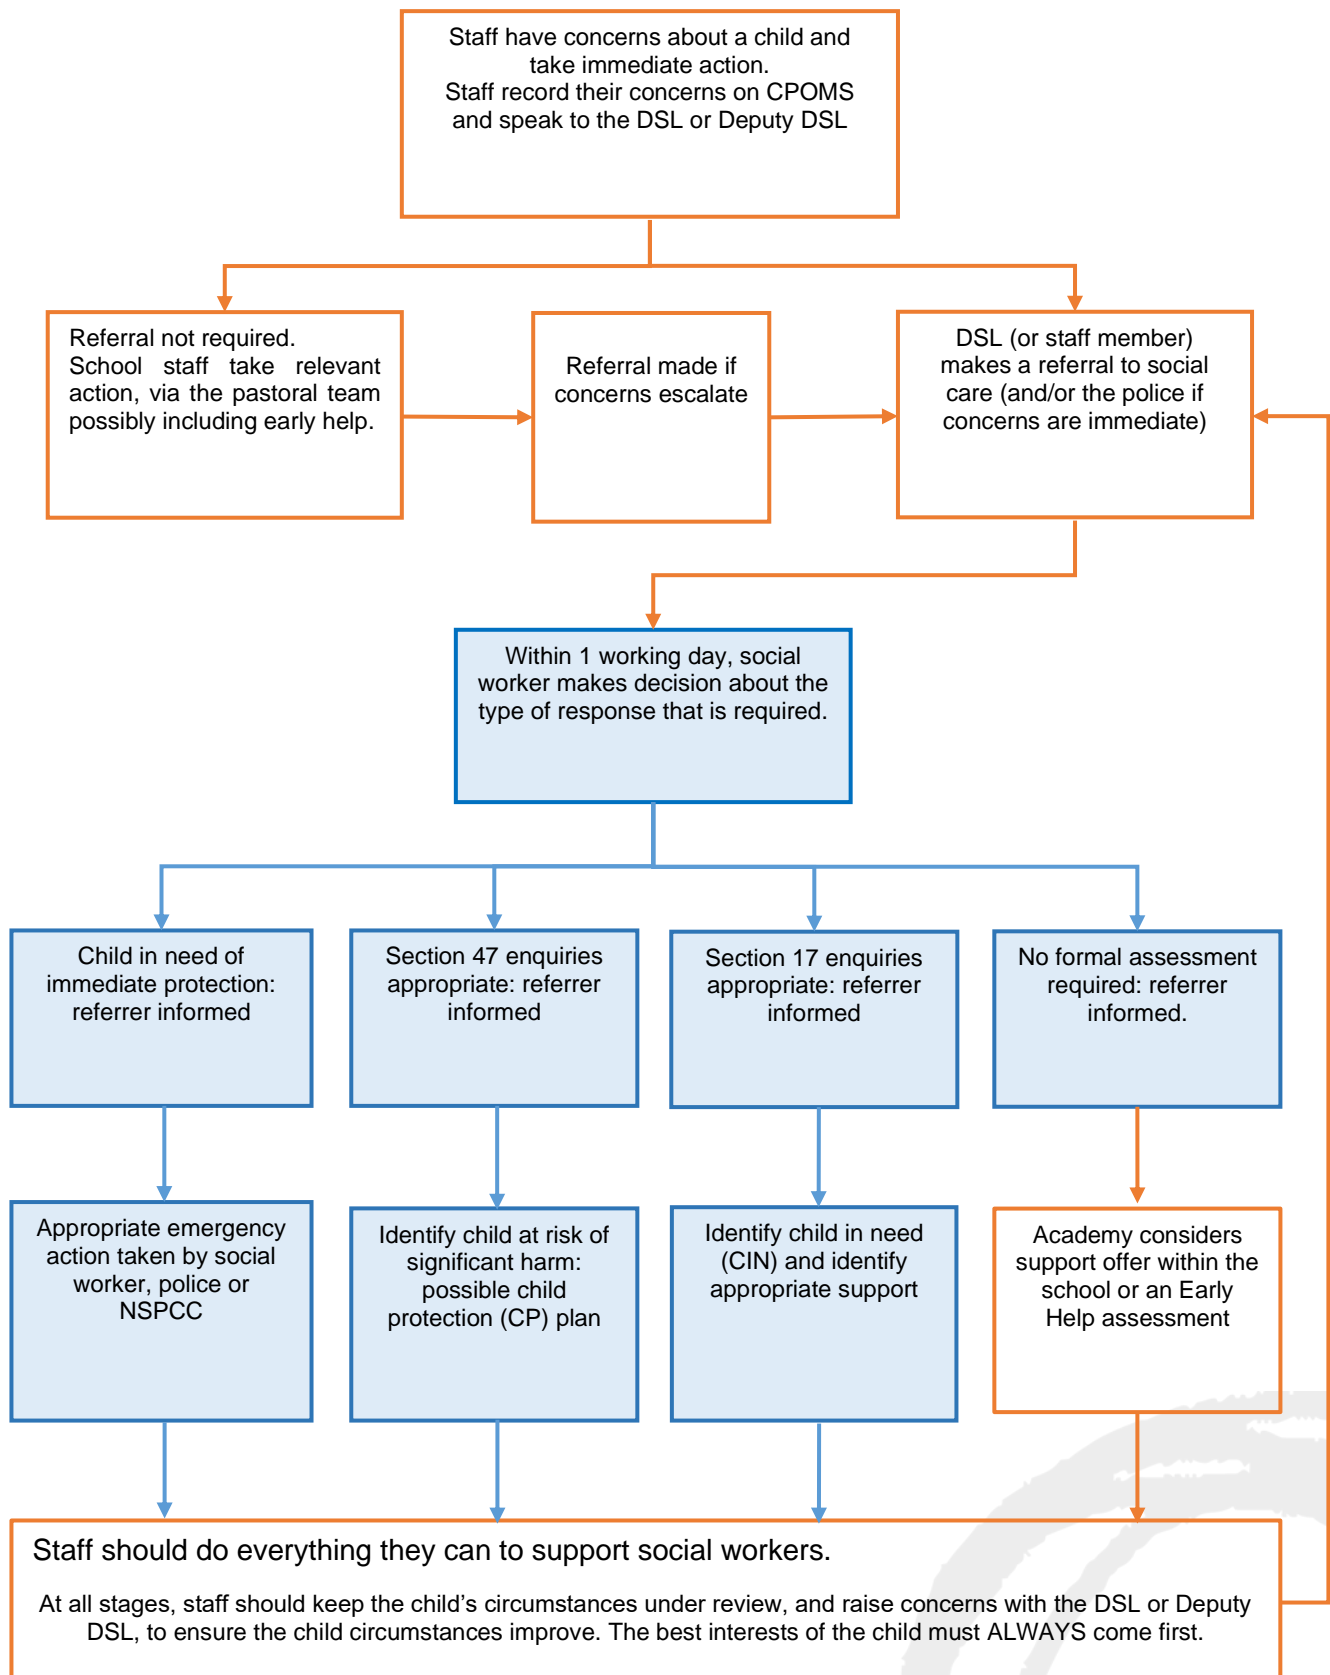 Staff have concerns about a child and
take immediate action.
Staff record their concerns on CPOMS
and speak to the DSL or Deputy DSL
Referral not required.
School staff take relevant
action, via the pastoral team
possibly including early help.
Referral made if
concerns escalate
DSL (or staff member)
makes a referral to social
care (and/or the police if
concerns are immediate)
Within 1 working day, social
worker makes decision about the
type of response that is required.
Child in need of
immediate protection:
referrer informed
Section 47 enquiries
appropriate: referrer
informed
Section 17 enquiries
appropriate: referrer
informed
No formal assessment
required: referrer
informed.
Appropriate emergency
action taken by social
worker, police or
NSPCC
Identify child at risk of
significant harm:
possible child
protection (CP) plan
Identify child in need
(CIN) and identify
appropriate support
Academy considers
support offer within the
school or an Early
Help assessment
Staff should do everything they can to support social workers.
At all stages, staff should keep the child’s circumstances under review, and raise concerns with the DSL or Deputy
DSL, to ensure the child circumstances improve. The best interests of the child must ALWAYS come first.